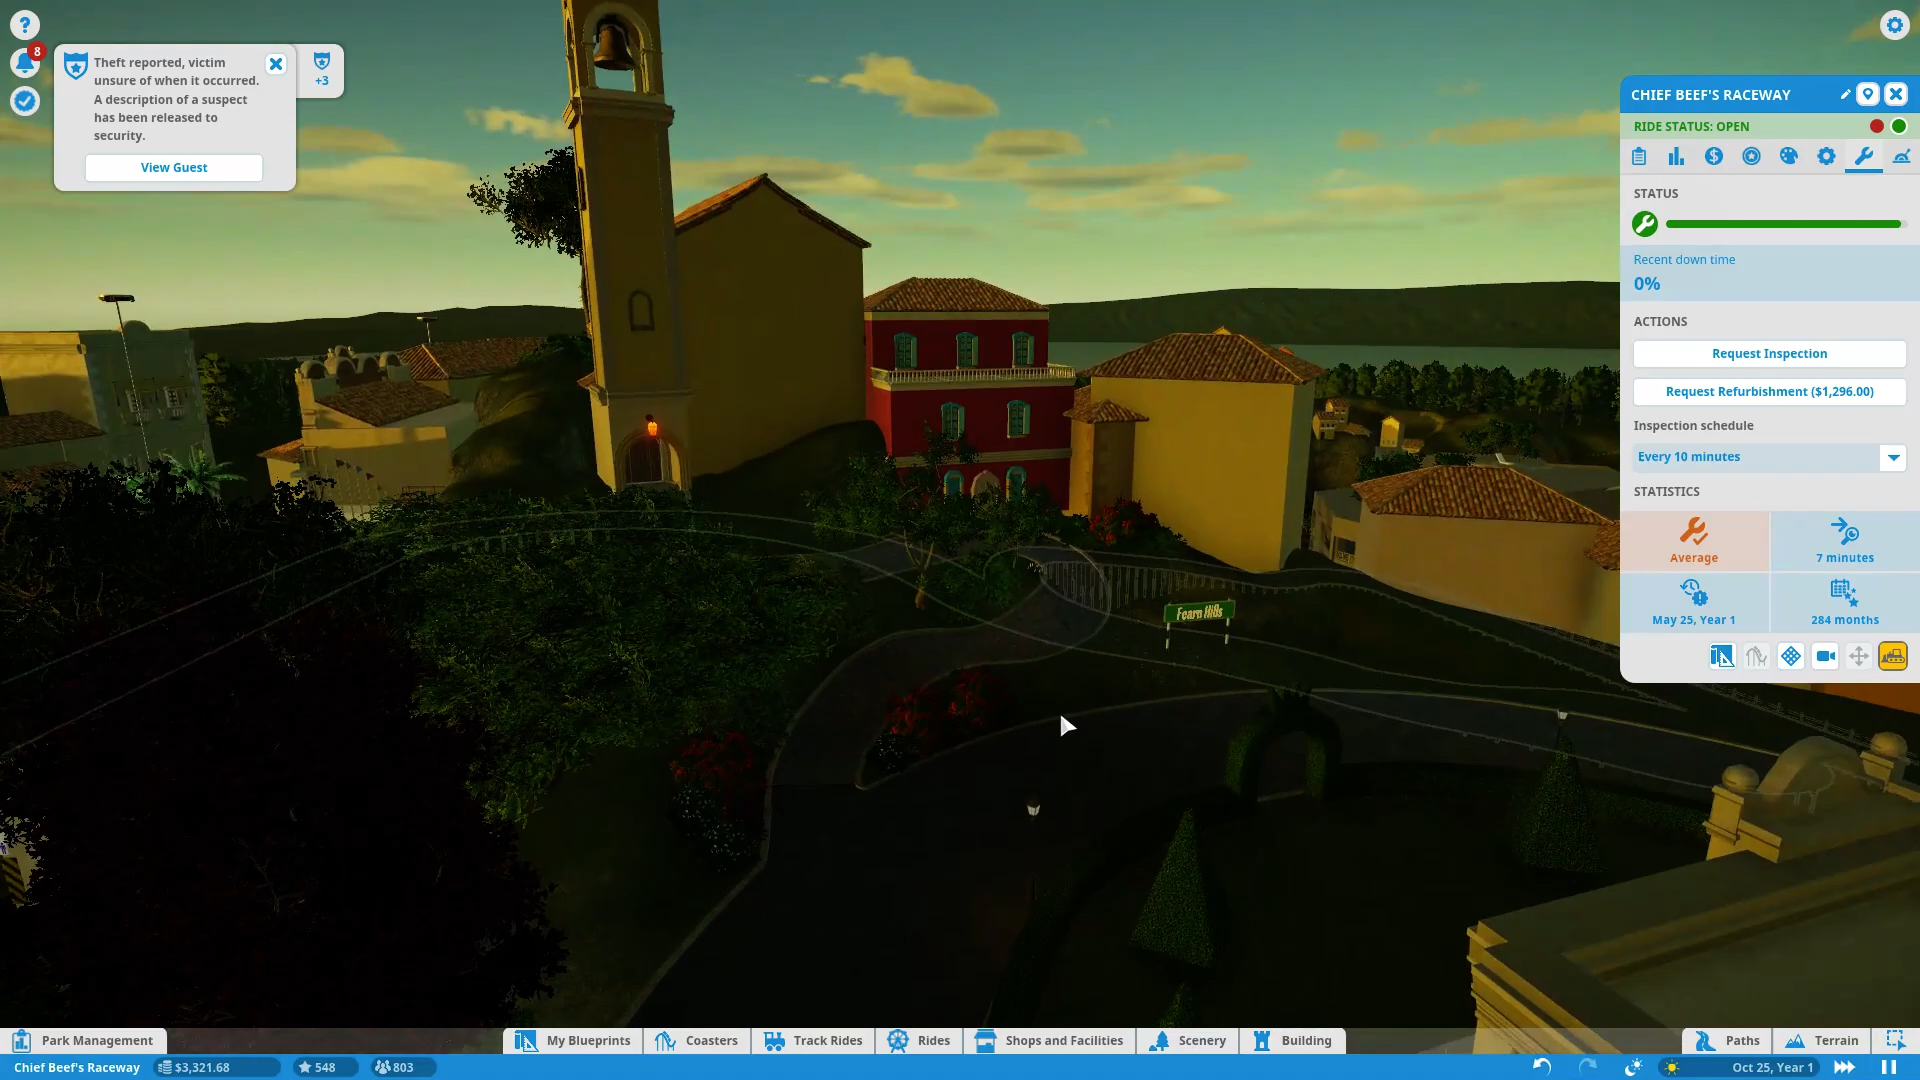 ?
8
Theft reported, victim
unsure of when it occurred.
A description of a suspect
has been released to
security.
View Guest
+3
CHIEF BEEF'S RACEWAY
RIDE STATUS: OPEN
STATUS
Recent down time
0%
ACTIONS
Request Inspection
Request Refurbishment ($1,296.00)
Inspection schedule
Every 10 minutes
STATISTICS
Average
7 minutes
May 25, Year 1
284 months
Fearn Hills
Park Management
My Blueprints
Coasters
Track Rides
Rides
Shops and Facilities
Scenery
Building
Paths
Terrain
Chief Beef's Raceway
$3,321.68
548
803
Oct 25, Year 1